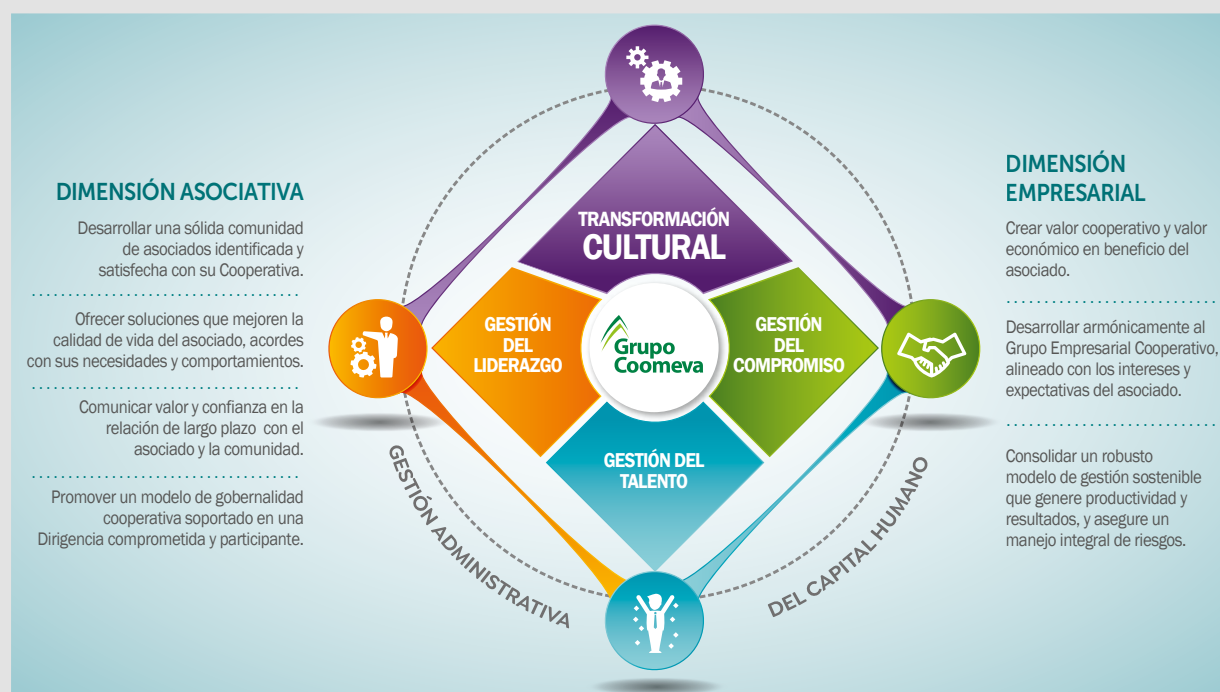 DIMENSIÓN ASOCIATIVA
Desarrollar una sólida comunidad
de asociados identificada y
satisfecha con su Cooperativa.
Ofrecer soluciones que mejoren la
calidad de vida del asociado, acordes
con sus necesidades y comportamientos.
Comunicar valor y confianza en la
relación de largo plazo con el
asociado y la comunidad.
Promover un modelo de gobernalidad
cooperativa soportado en una
Dirigencia comprometida y participante.
TRANSFORMACIÓN
CULTURAL
GESTIÓN
DEL
LIDERAZGO
Grupo
Coomeva
GESTIÓN
DEL
COMPROMISO
GESTIÓN DEL
TALENTO
GESTIÓN ADMINISTRATIVA
DEL CAPITAL HUMANO
DIMENSIÓN
EMPRESARIAL
Crear valor cooperativo y valor
económico en beneficio del
asociado.
Desarrollar armónicamente al
Grupo Empresarial Cooperativo,
alineado con los intereses y
expectativas del asociado.
Consolidar un robusto
modelo de gestión sostenible
que genere productividad y
resultados, y asegure un
manejo integral de riesgos.